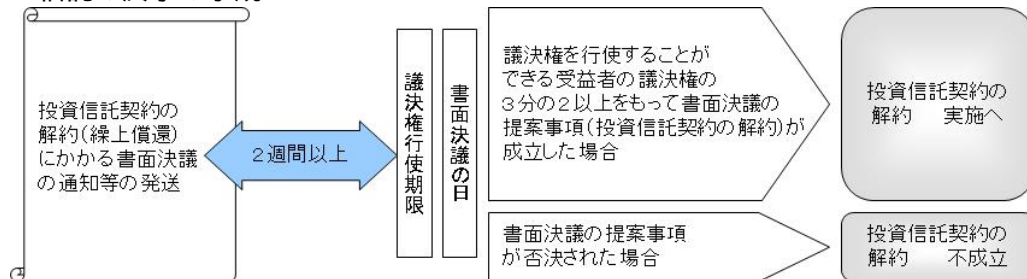 投資信託契約の
解約(繰上償還)
にかかる書面決議
の通知等の発送
２週間以上
議決権行使期限
書面決議の日
議決権を行使することが
できる受益者の議決権の
３分の２以上をもって書面決議の
提案事項(投資信託契約の解約)が
成立した場合
投資信託契約の
解約　実施へ
書面決議の提案事項
が否決された場合
投資信託契約の
解約　不成立